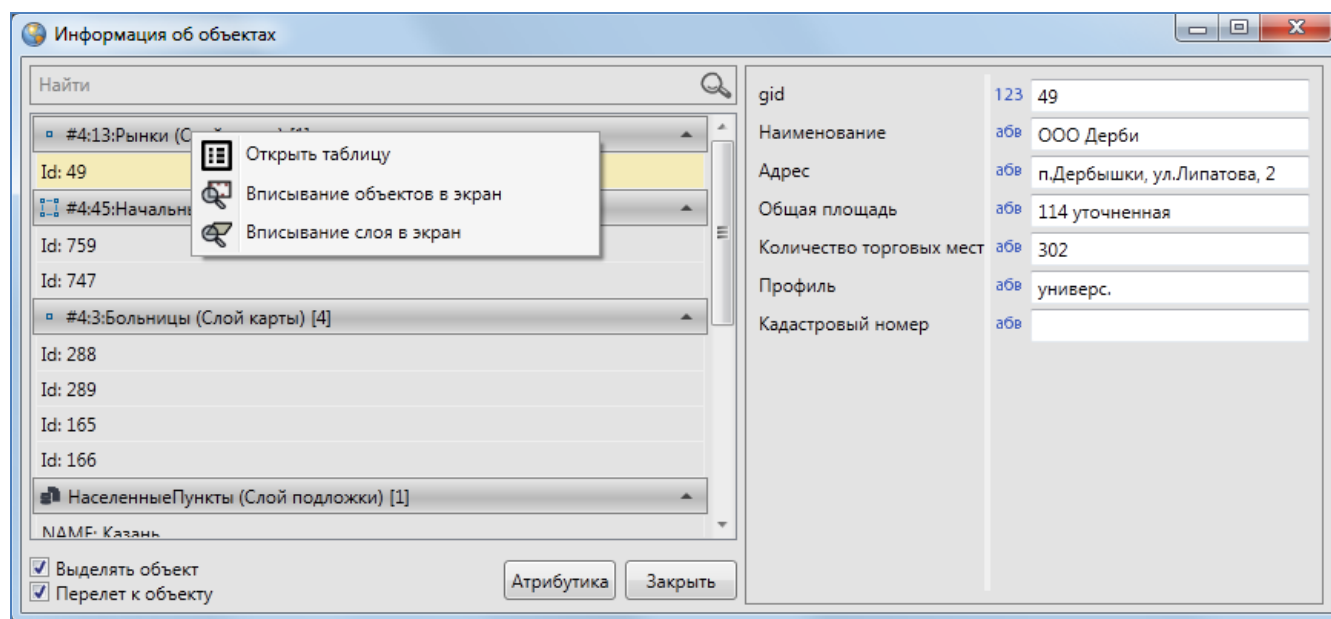 Информация об объектах
Найти
#4:13:Рынки (С
Id: 49
#4:45:Начальн
Id: 759
Id: 747
#4:3:Больницы (Слой карты) [4]
Id: 288
Id: 289
Id: 165
Id: 166
НаселенныеПункты (Слой подложки) [1]
NAME: Казань
Открыть таблицу
Вписывание объектов в экран
Вписывание слоя в экран
Выделять объект
Перелет к объекту
Атрибутика
Закрыть
gid 123 49
Наименование абв ООО Дерби
Адрес абв п.Дербышки, ул.Липатова, 2
Общая площадь абв 114 уточненная
Количество торговых мест абв 302
Профиль абв универс.
Кадастровый номер абв